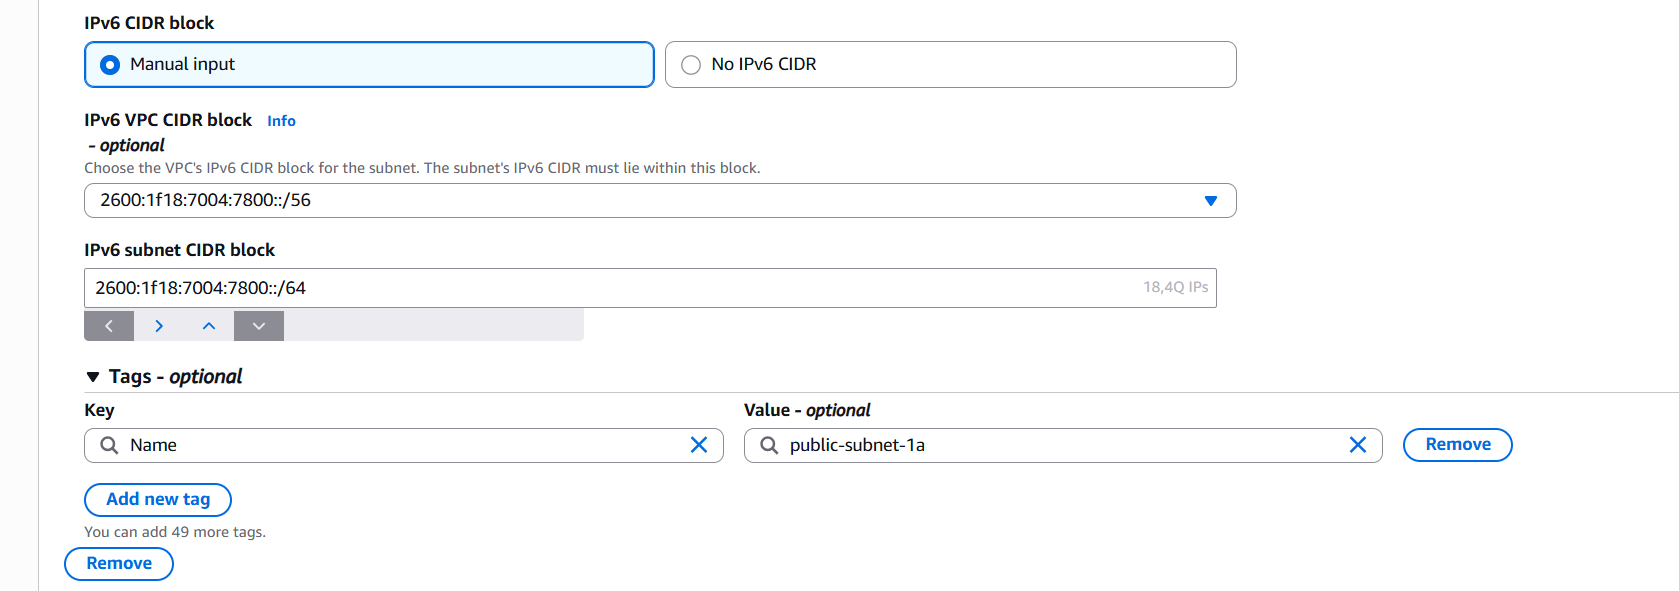 IPv6 CIDR block
Manual input
No IPv6 CIDR
IPv6 VPC CIDR block Info
- optional
Choose the VPC's IPv6 CIDR block for the subnet. The subnet's IPv6 CIDR must lie within this block.
2600:1f18:7004:7800::/56
IPv6 subnet CIDR block
2600:1f18:7004:7800::/64
18,4Q IPs
Tags - optional
Key
Value - optional
Name
public-subnet-1a
Remove
Add new tag
You can add 49 more tags.
Remove